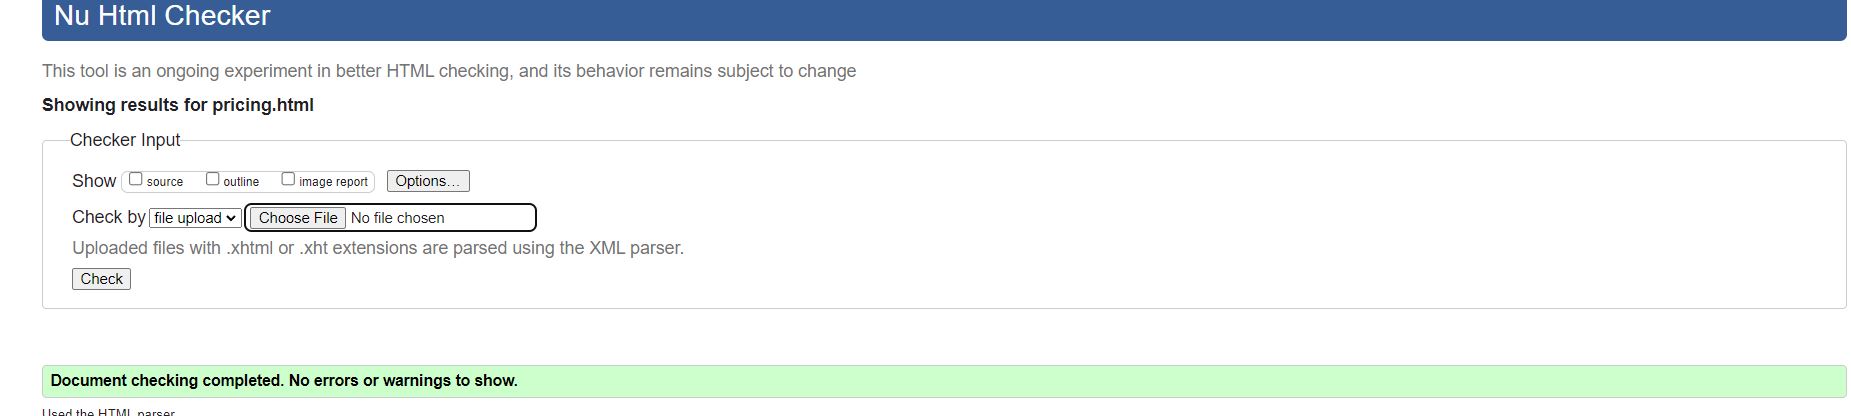 Nu Html Checker
This tool is an ongoing experiment in better HTML checking, and its behavior remains subject to change
Showing results for pricing.html
Checker Input
Show source outline image report Options...
Check by file upload Choose File No file chosen
Uploaded files with .xhtml or .xht extensions are parsed using the XML parser.
Check
Document checking completed. No errors or warnings to show.
Used the HTML parser